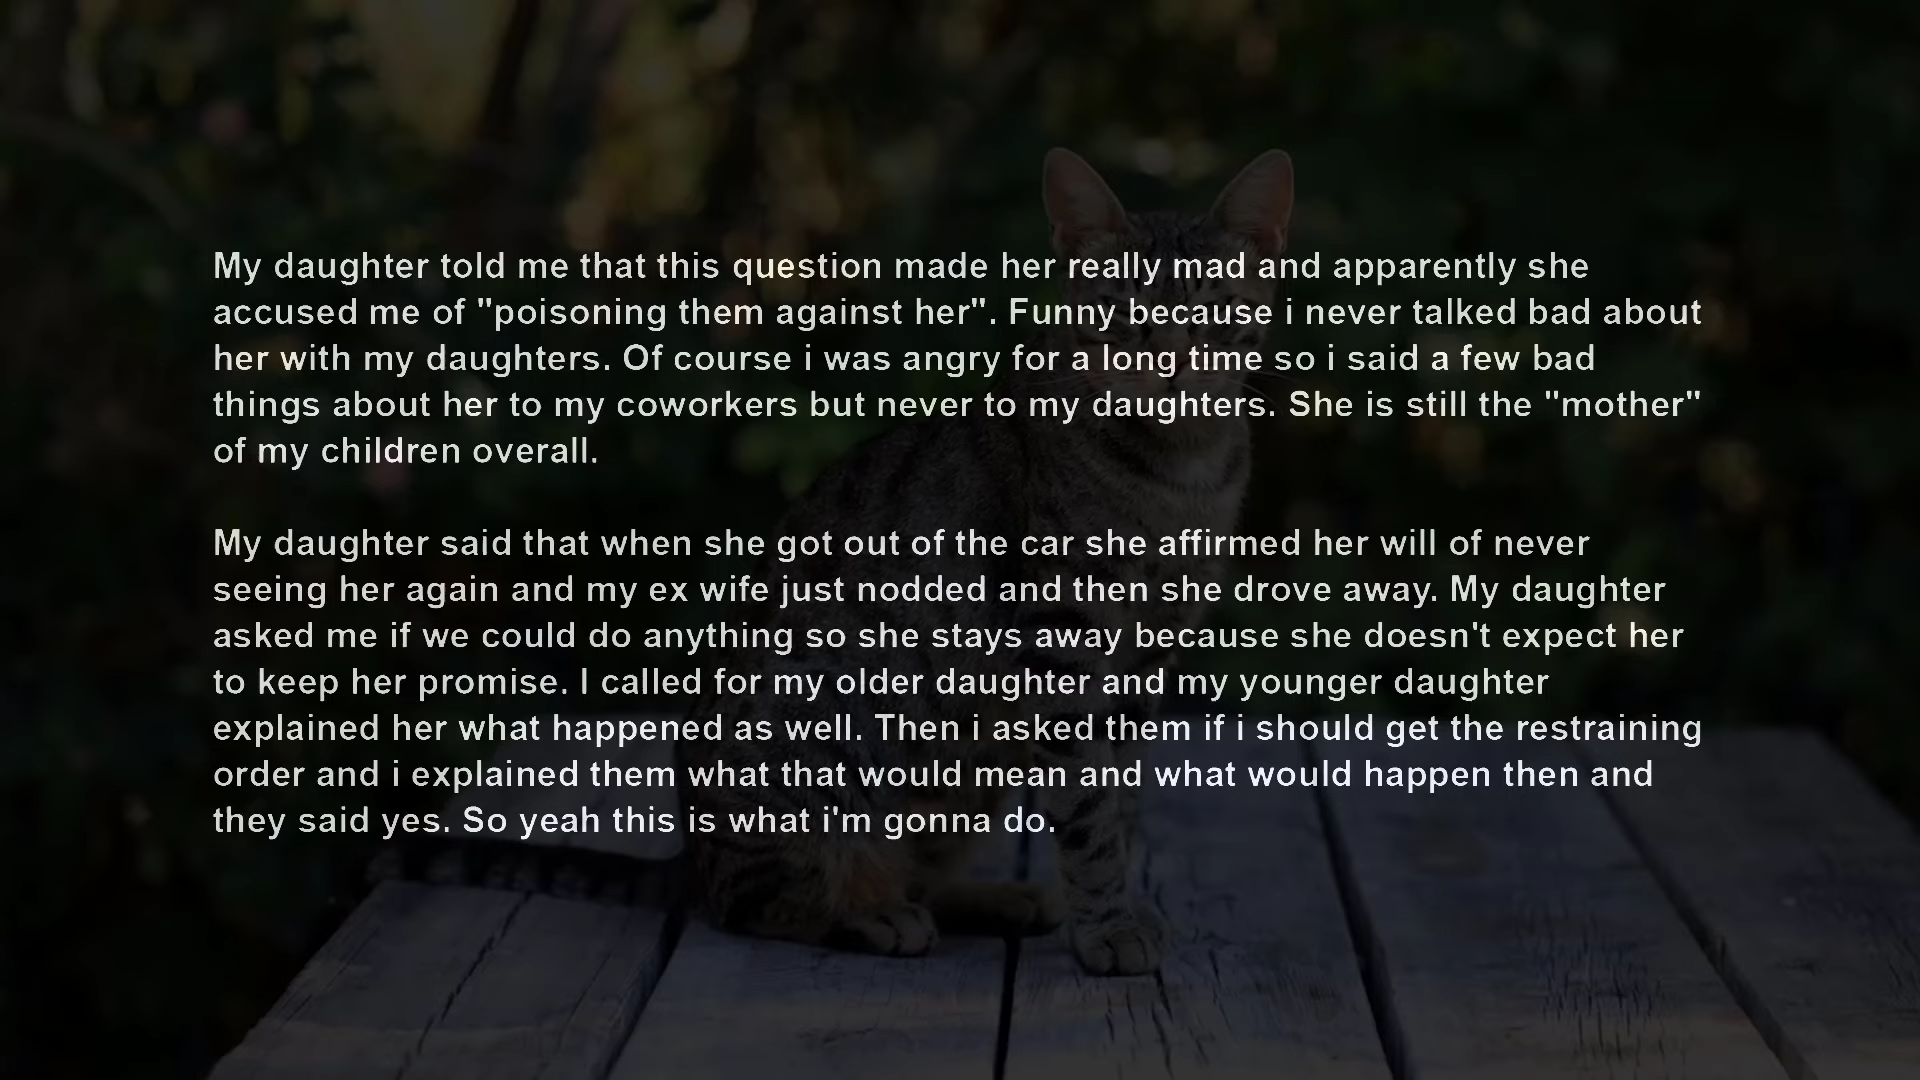 My daughter told me that this question made her really mad and apparently she
accused me of "poisoning them against her". Funny because i never talked bad about
her with my daughters. Of course i was angry for a long time so i said a few bad
things about her to my coworkers but never to my daughters. She is still the "mother"
of my children overall.
My daughter said that when she got out of the car she affirmed her will of never
seeing her again and my ex wife just nodded and then she drove away. My daughter
asked me if we could do anything so she stays away because she doesn't expect her
to keep her promise. I called for my older daughter and my younger daughter
explained her what happened as well. Then i asked them if i should get the restraining
order and i explained them what that would mean and what would happen then and
they said yes. So yeah this is what i'm gonna do.